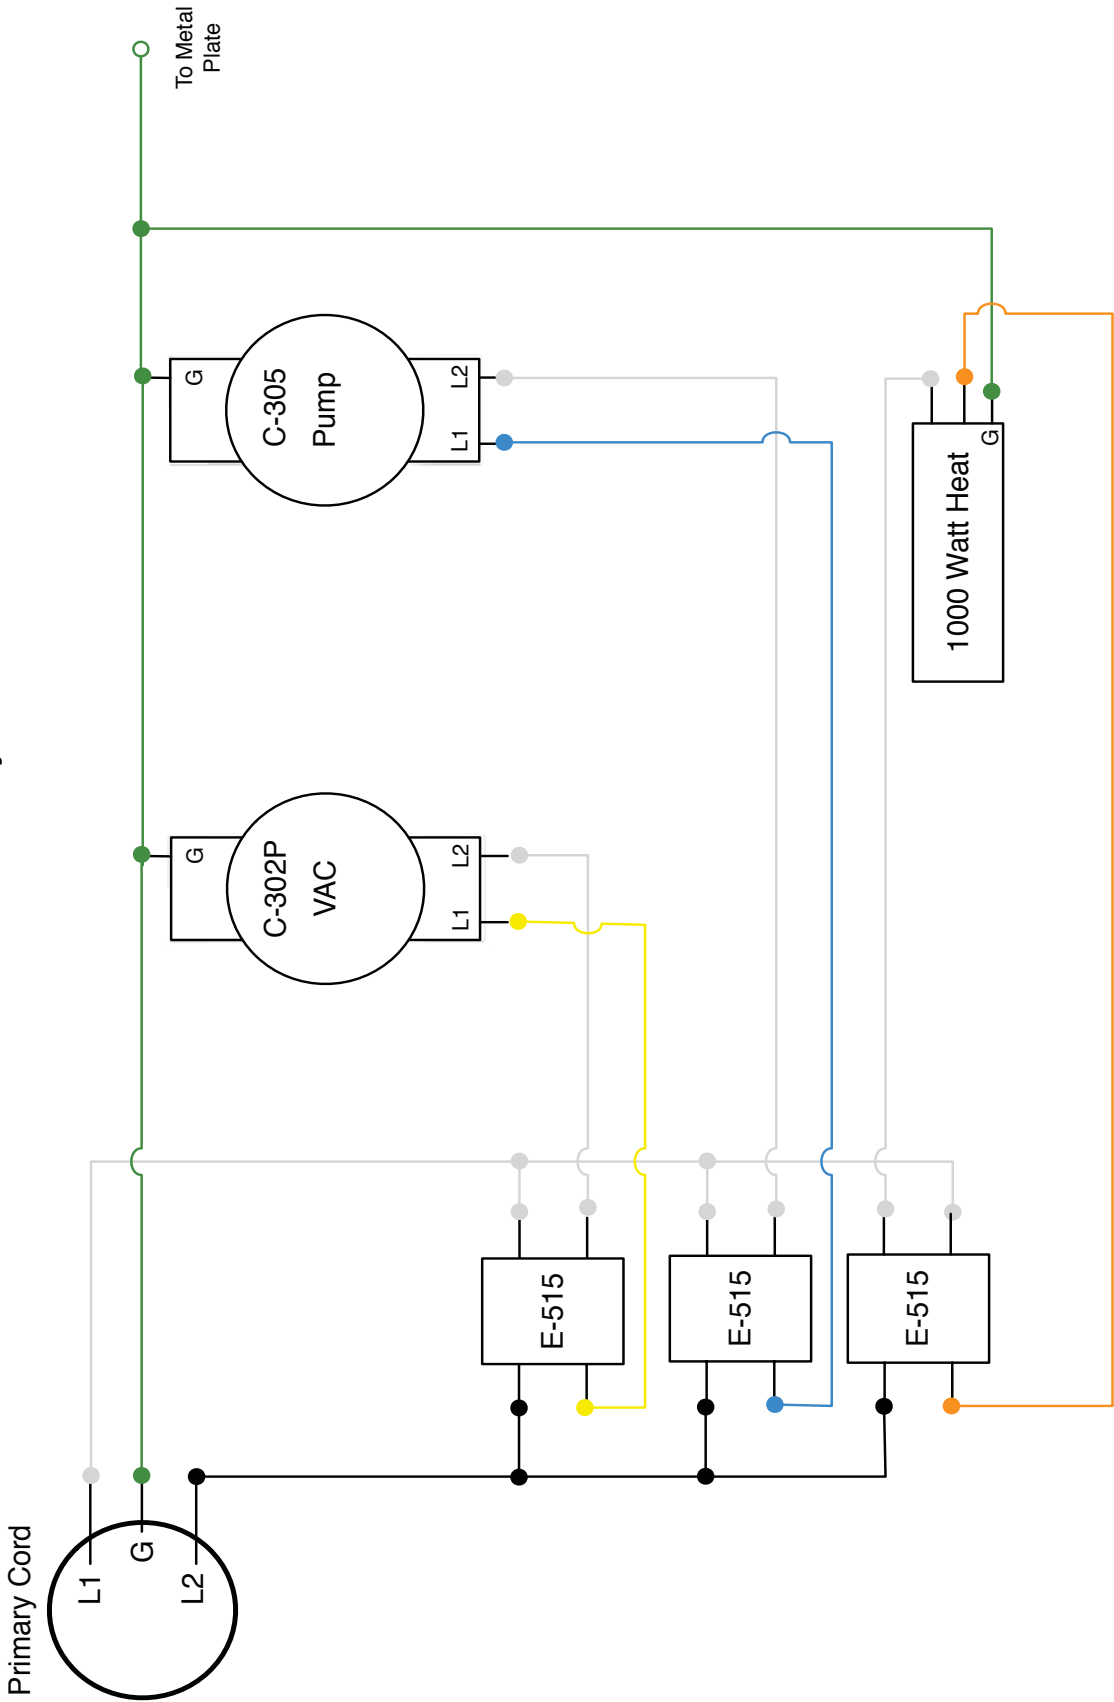 Primary Cord
L1
G
L2
E-515
E-515
E-515
C-302P
VAC
G
L1
L2
C-305
Pump
G
L1
L2
1000 Watt Heat
G
To Metal
Plate